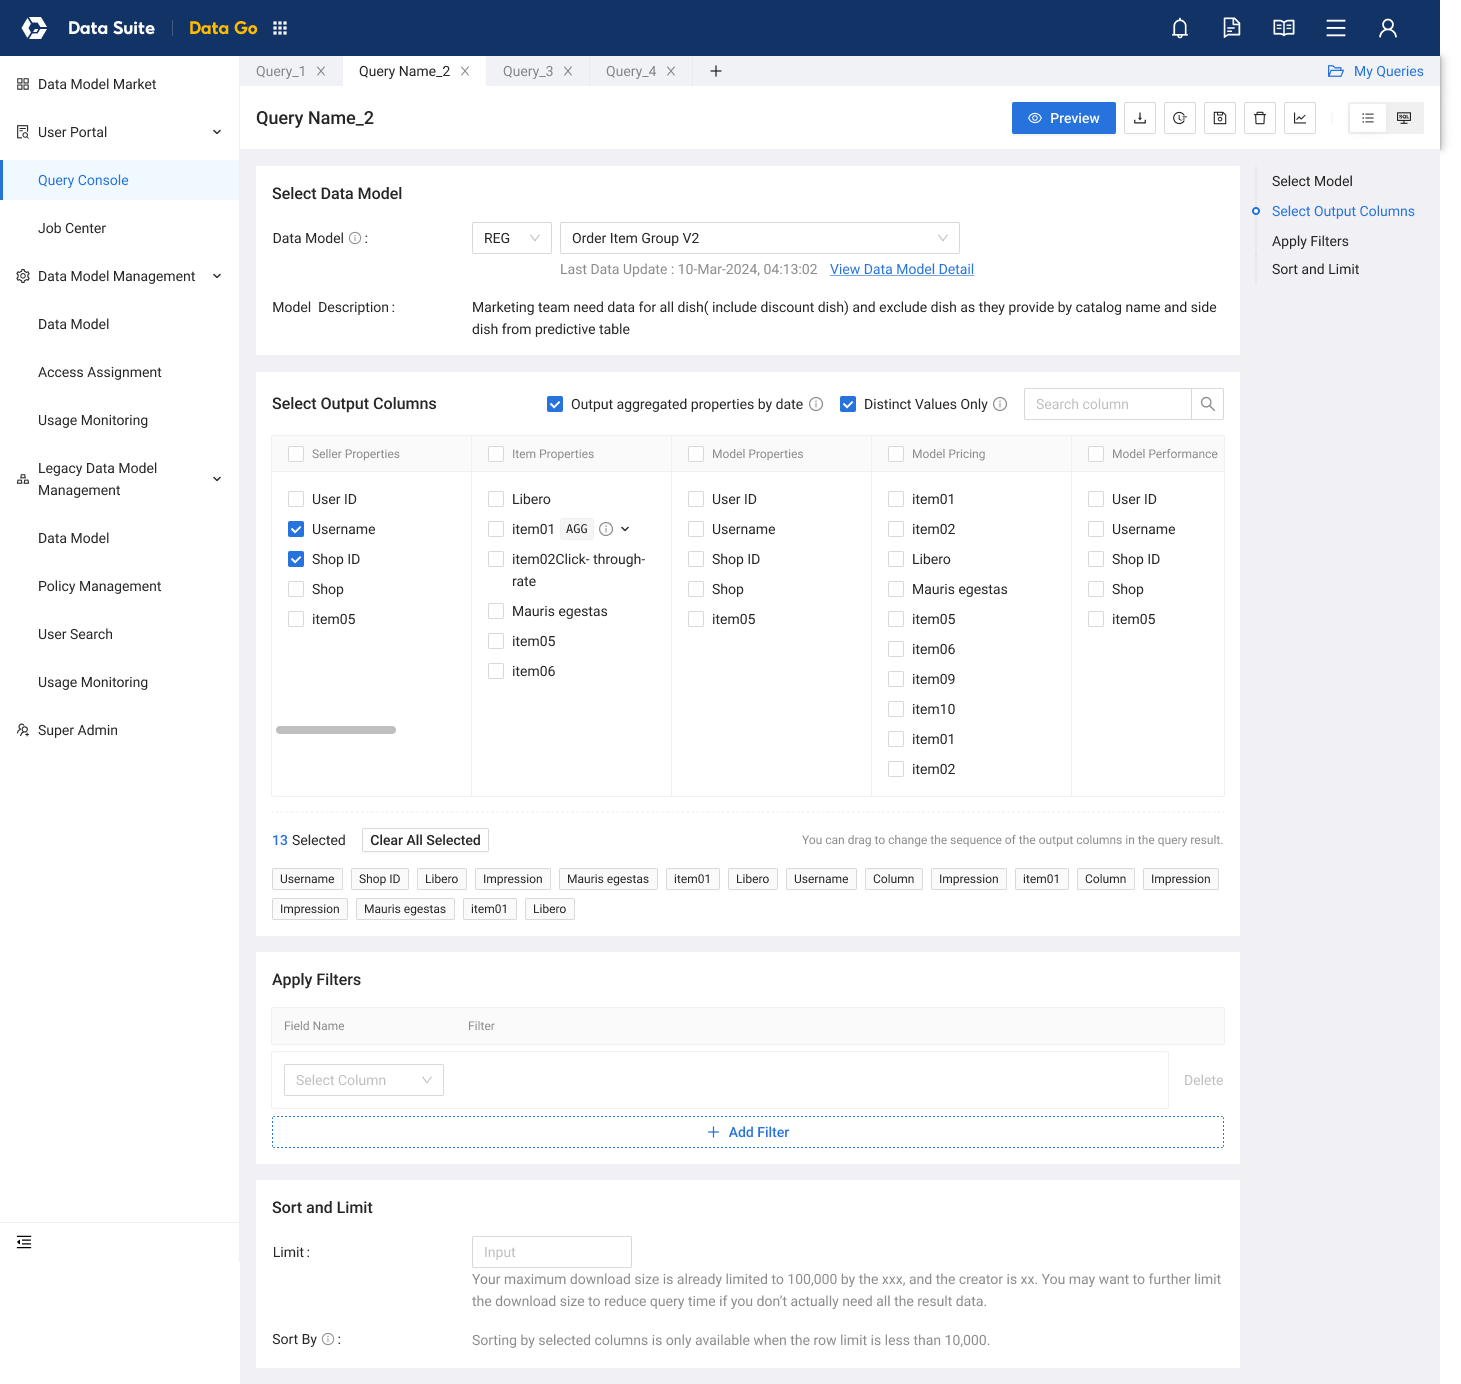 Data Suite
Data Go
Data Model Market
User Portal
Query Console
Job Center
Data Model Management
Data Model
Access Assignment
Usage Monitoring
Legacy Data Model
Management
Data Model
Policy Management
User Search
Usage Monitoring
Super Admin
Query_1
Query Name_2
Query_3
Query_4
My Queries
Query Name_2
Preview
SQL
Select Data Model
Data Model :
REG
Order Item Group V2
Last Data Update : 10-Mar-2024, 04:13:02 View Data Model Detail
Model Description :
Marketing team need data for all dish( include discount dish) and exclude dish as they provide by catalog name and side
dish from predictive table
Select Model
Select Output Columns
Apply Filters
Sort and Limit
Select Output Columns
Output aggregated properties by date
Distinct Values Only
Search column
Seller Properties
User ID
Username
Shop ID
Shop
item05
Item Properties
Libero
item01 AGG
item02Click- through-
rate
Mauris egestas
item05
item06
Model Properties
User ID
Username
Shop ID
Shop
item05
Model Pricing
item01
item02
Libero
Mauris egestas
item05
item06
item09
item10
item01
item02
Model Performance
User ID
Username
Shop ID
Shop
item05
13 Selected
Clear All Selected
You can drag to change the sequence of the output columns in the query result.
Username Shop ID Libero Impression Mauris egestas item01 Libero Username Column Impression item01 Column Impression
Impression Mauris egestas item01 Libero
Apply Filters
Field Name Filter
Select Column
Delete
Add Filter
Sort and Limit
Limit :
Input
Your maximum download size is already limited to 100,000 by the xxx, and the creator is xx. You may want to further limit
the download size to reduce query time if you don't actually need all the result data.
Sort By :
Sorting by selected columns is only available when the row limit is less than 10,000.